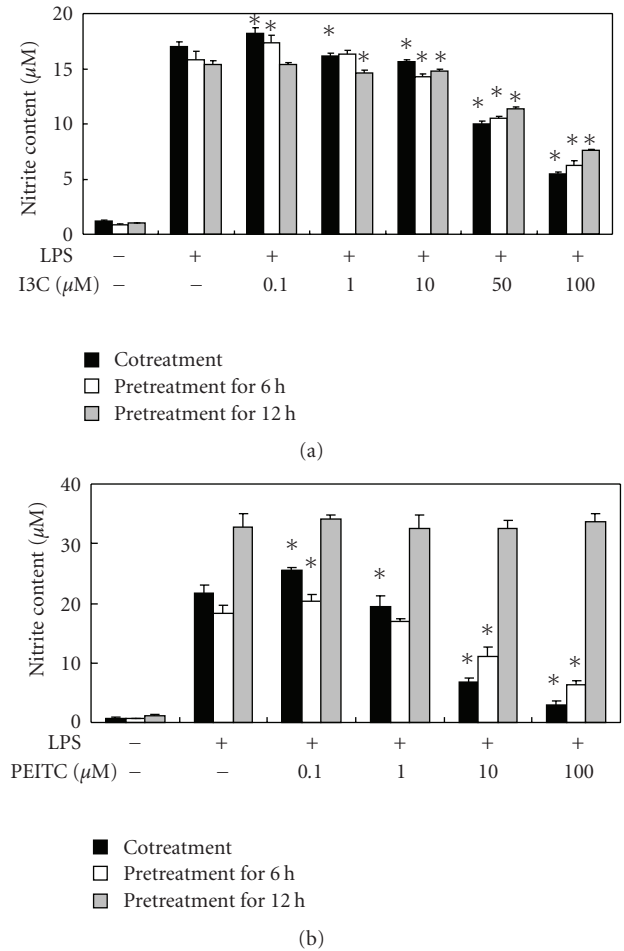 20
15
10
5
0
Nitrite content (μM)
* * * * * * * * * * * * *
LPS − + + + + + +
I3C (μM) − − 0.1 1 10 50 100
Cotreatment
Pretreatment for 6 h
Pretreatment for 12 h
(a)
40
30
20
10
0
Nitrite content (μM)
* * * * * * *
LPS − + + + + +
PEITC (μM) − − 0.1 1 10 100
Cotreatment
Pretreatment for 6 h
Pretreatment for 12 h
(b)